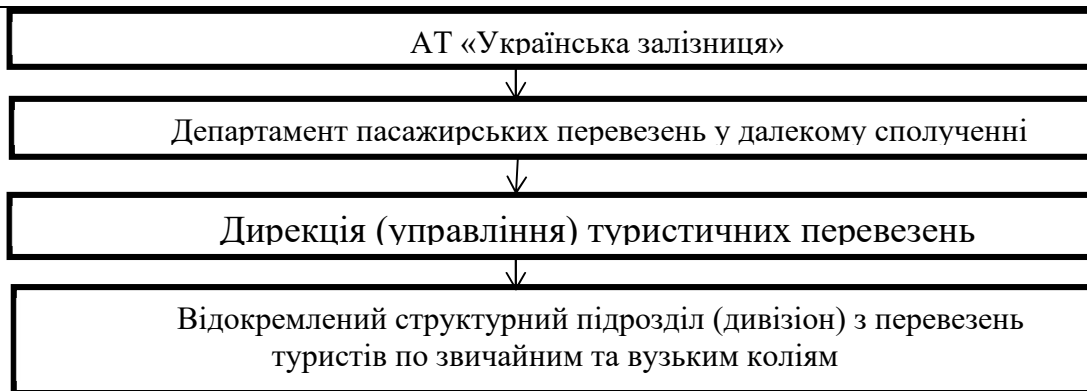 АТ «Українська залізниця»
Департамент пасажирських перевезень у далекому сполученні
Дирекція (управління) туристичних перевезень
Відокремлений структурний підрозділ (дивізіон) з перевезень
туристів по звичайним та вузьким коліям